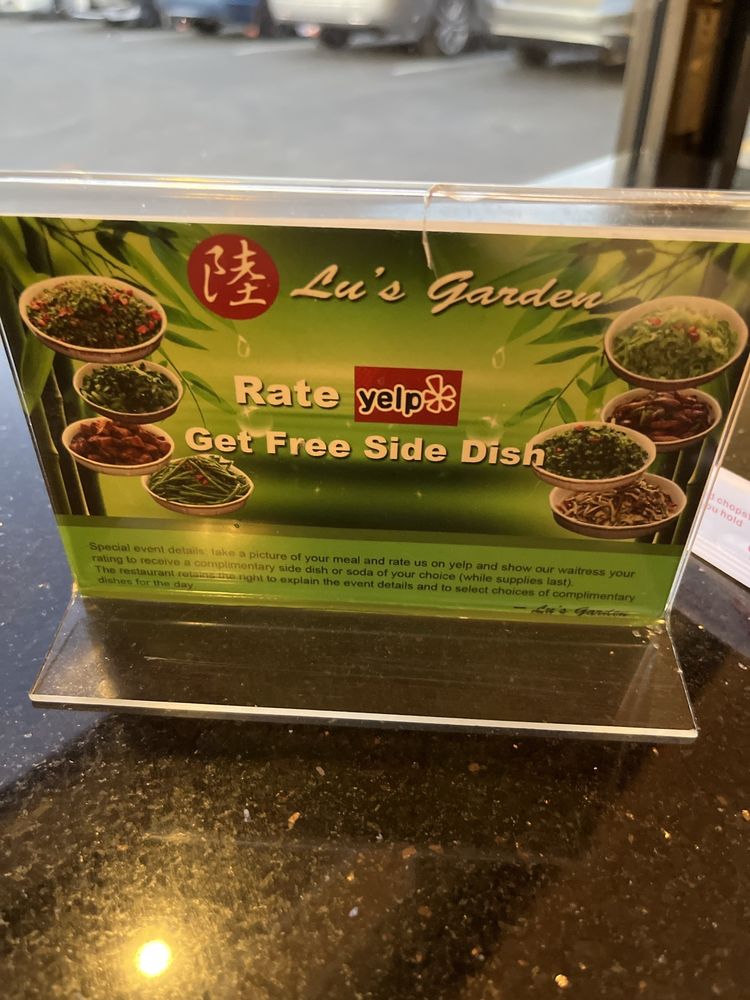 陸 Lu's Garden
Rate yelp
Get Free Side Dish
Special event details: take a picture of your meal and rate us on yelp and show our waitress your
rating to receive a complimentary side dish or soda of your choice (while supplies last).
The restaurant retains the right to explain the event details and to select choices of complimentary
dishes for the day
— Lu's Garden
chops
ou hold